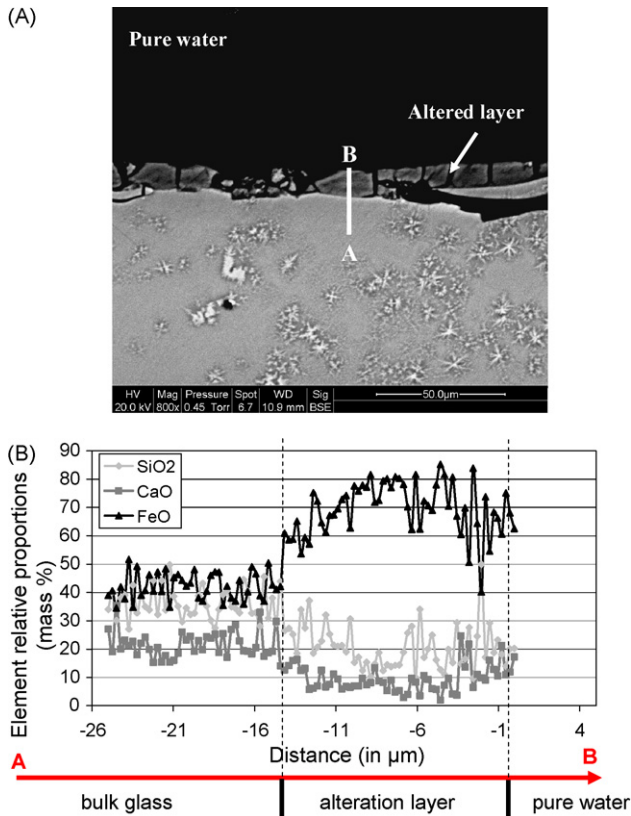 (A)
Pure water
Altered layer
B
A
HV Mag Pressure Spot WD Sig
20.0 kV 800x 0.45 Torr 6.7 10.9 mm BSE
50.0µm
(B)
Element relative proportions
(mass %)
90
80
70
60
50
40
30
20
10
0
SiO2
CaO
FeO
-26 -21 -16 -11 -6 -1 4
Distance (in µm)
A B
bulk glass alteration layer pure water